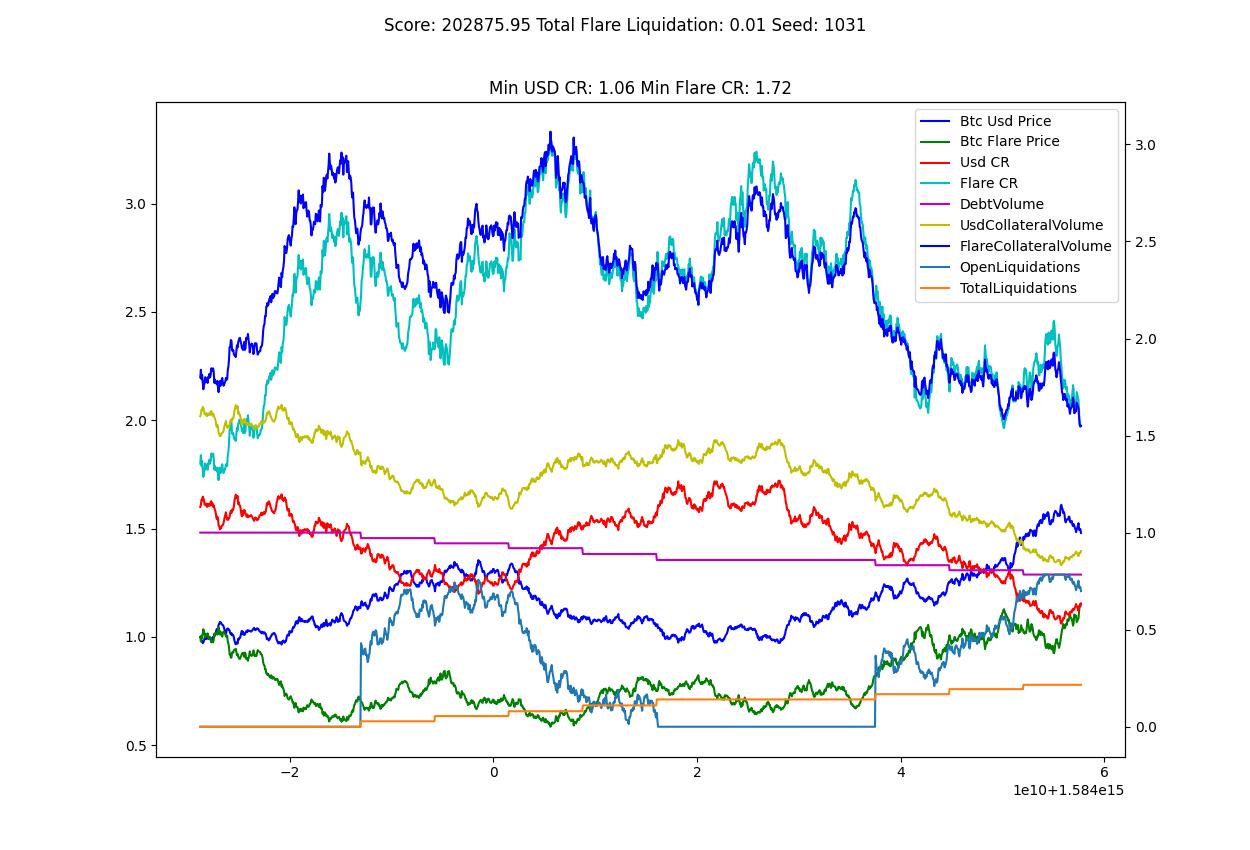 Score: 202875.95 Total Flare Liquidation: 0.01 Seed: 1031
Min USD CR: 1.06 Min Flare CR: 1.72
Btc Usd Price
Btc Flare Price
Usd CR
Flare CR
DebtVolume
UsdCollateralVolume
FlareCollateralVolume
OpenLiquidations
TotalLiquidations
3.0
2.5
2.0
1.5
1.0
0.5
3.0
2.5
2.0
1.5
1.0
0.5
0.0
−2 0 2 4 6
1e10+1.584e15